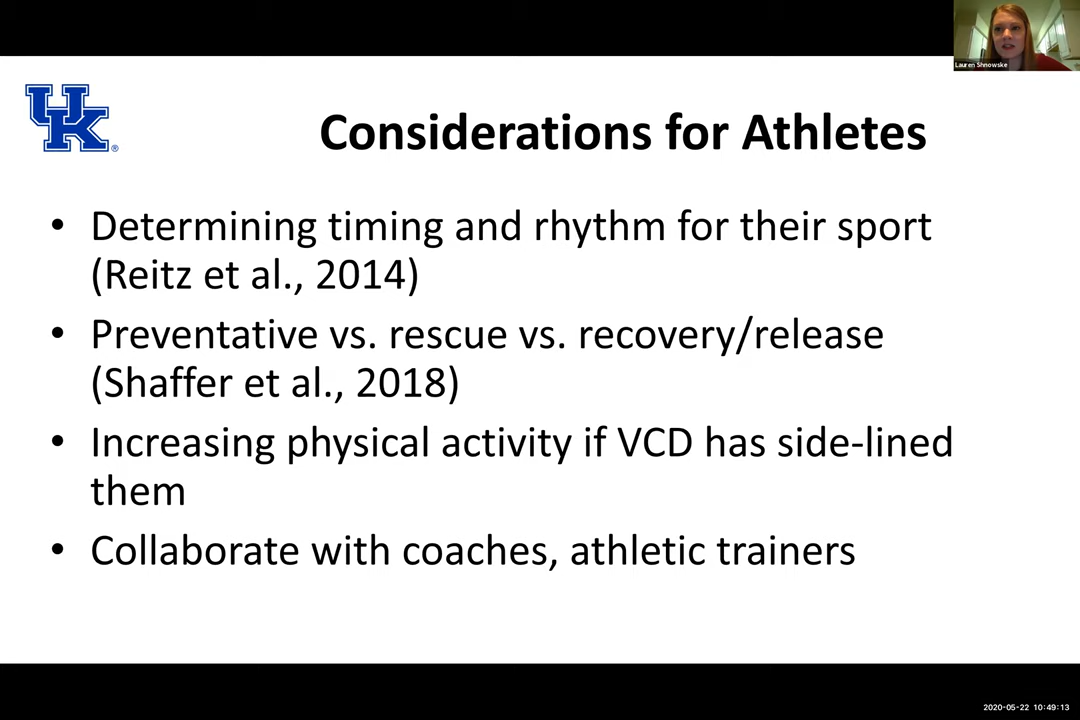 Lauren Shnowske
UK
®
Considerations for Athletes
• Determining timing and rhythm for their sport
(Reitz et al., 2014)
• Preventative vs. rescue vs. recovery/release
(Shaffer et al., 2018)
• Increasing physical activity if VCD has side-lined
them
• Collaborate with coaches, athletic trainers
2020-05-22 10:49:13